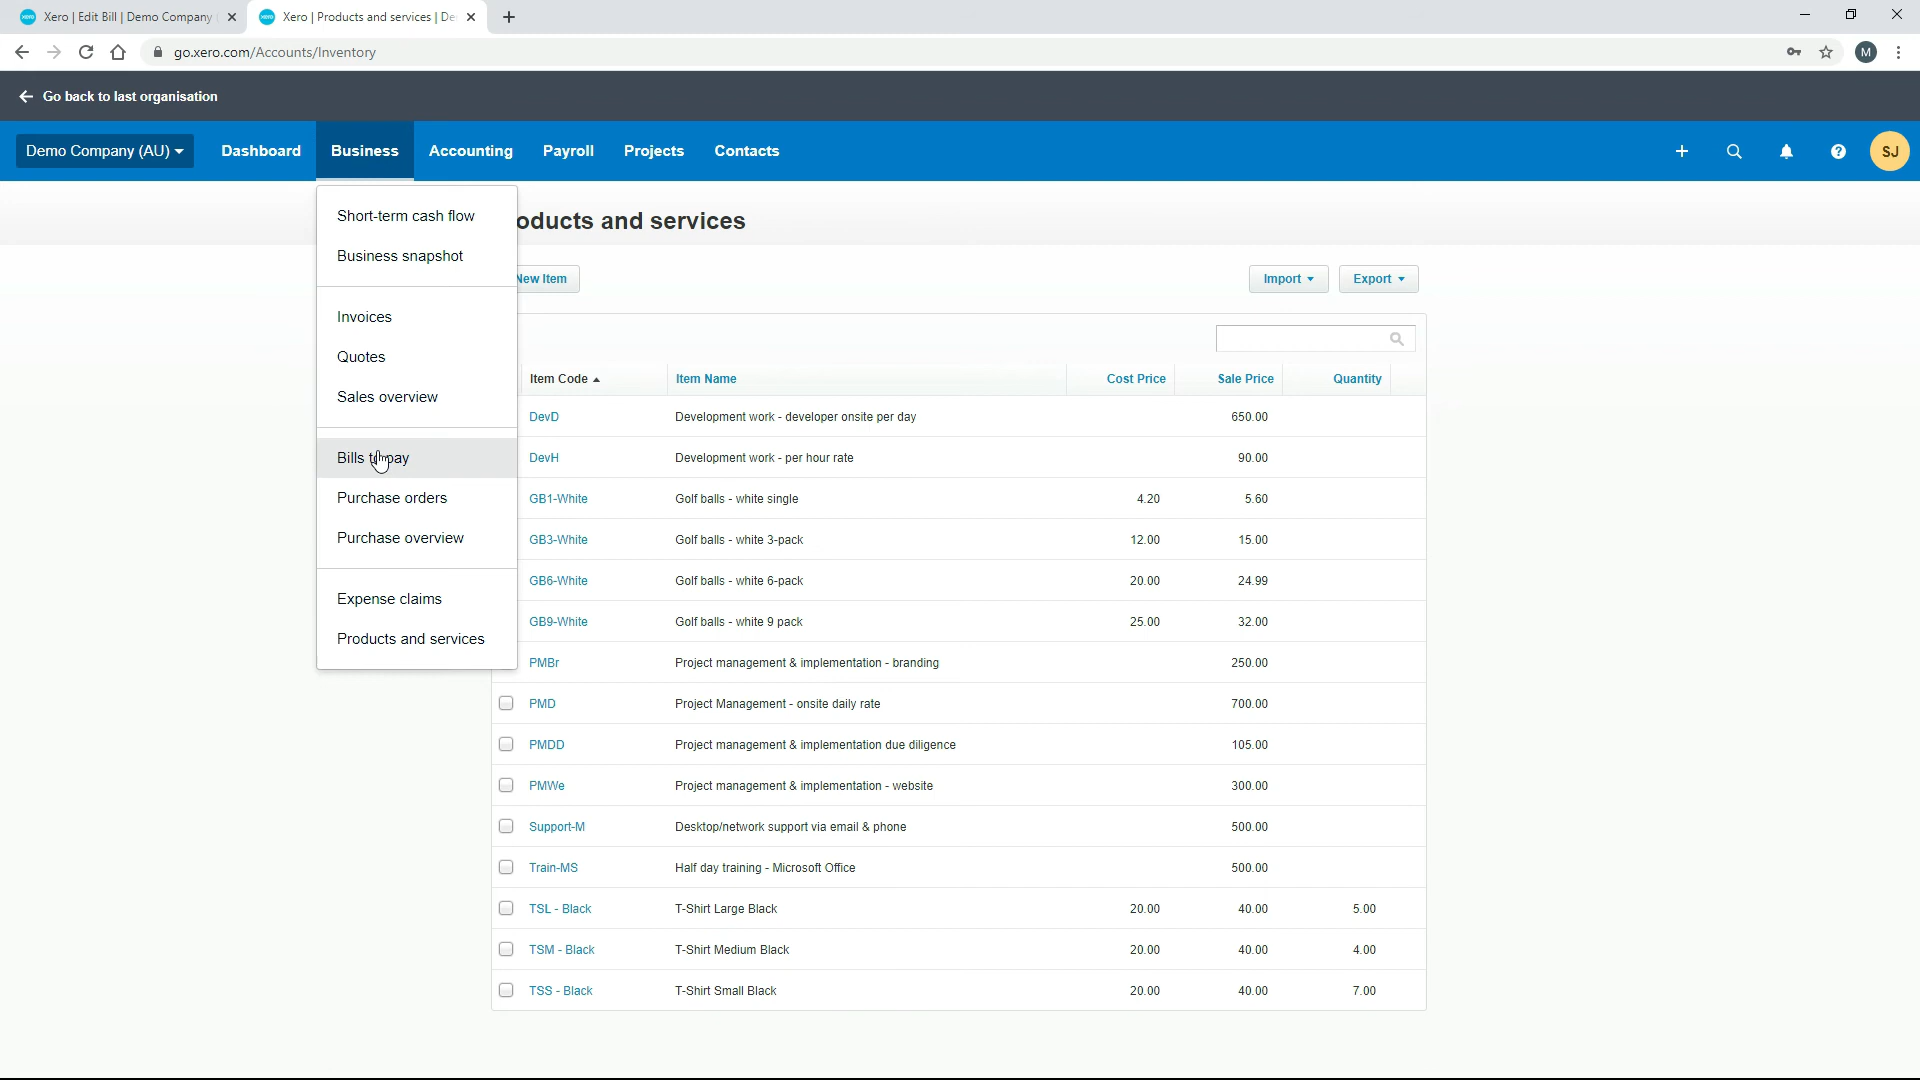 Xero | Edit Bill | Demo Company
Xero | Products and services | De
go.xero.com/Accounts/Inventory
M
Go back to last organisation
Demo Company (AU)
Dashboard
Business
Accounting
Payroll
Projects
Contacts
SJ
Short-term cash flow
Business snapshot
Invoices
Quotes
Sales overview
Bills to pay
Purchase orders
Purchase overview
Expense claims
Products and services
oducts and services
New Item
Import
Export
Item Code Item Name Cost Price Sale Price Quantity
DevD Development work - developer onsite per day 650.00
DevH Development work - per hour rate 90.00
GB1-White Golf balls - white single 4.20 5.60
GB3-White Golf balls - white 3-pack 12.00 15.00
GB6-White Golf balls - white 6-pack 20.00 24.99
GB9-White Golf balls - white 9 pack 25.00 32.00
PMBr Project management & implementation - branding 250.00
PMD Project Management - onsite daily rate 700.00
PMDD Project management & implementation due diligence 105.00
PMWe Project management & implementation - website 300.00
Support-M Desktop/network support via email & phone 500.00
Train-MS Half day training - Microsoft Office 500.00
TSL - Black T-Shirt Large Black 20.00 40.00 5.00
TSM - Black T-Shirt Medium Black 20.00 40.00 4.00
TSS - Black T-Shirt Small Black 20.00 40.00 7.00